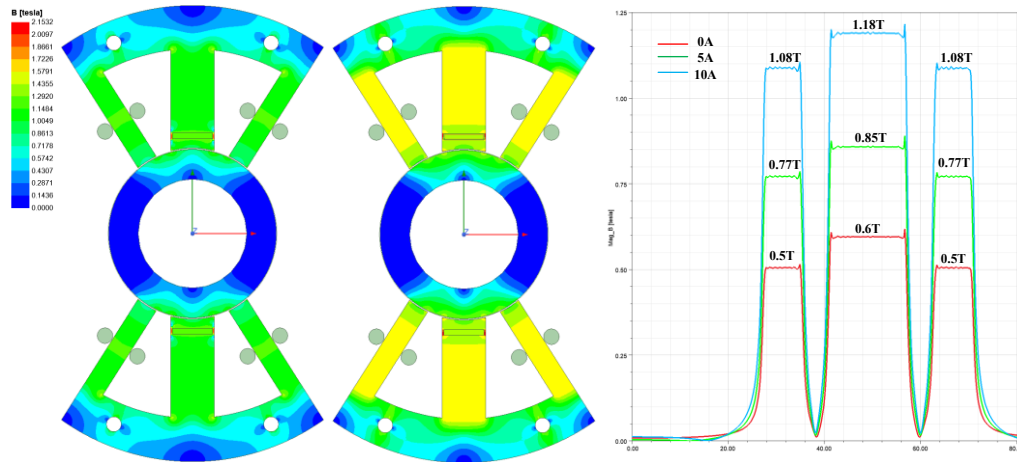 B [tesla]
2.1532
2.0097
1.8661
1.7226
1.5791
1.4355
1.2920
1.1484
1.0049
0.8613
0.7178
0.5742
0.4307
0.2871
0.1436
0.0000
1.25
1.00
0.75
0.50
0.25
0.00
Mag_B [tesla]
0A
5A
10A
1.08T
1.18T
1.08T
0.77T
0.85T
0.77T
0.5T
0.6T
0.5T
0.00
20.00
40.00
60.00